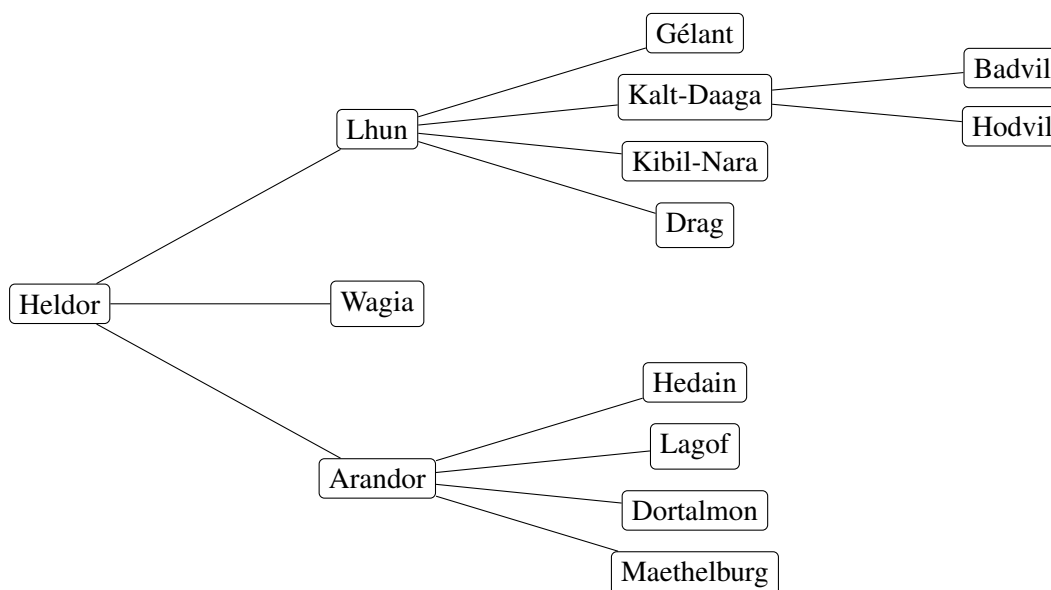 Gélant
Badvil
Kalt-Daaga
Lhun
Hodvil
Kibil-Nara
Drag
Heldor
Wagia
Hedain
Lagof
Arandor
Dortalmon
Maethelburg